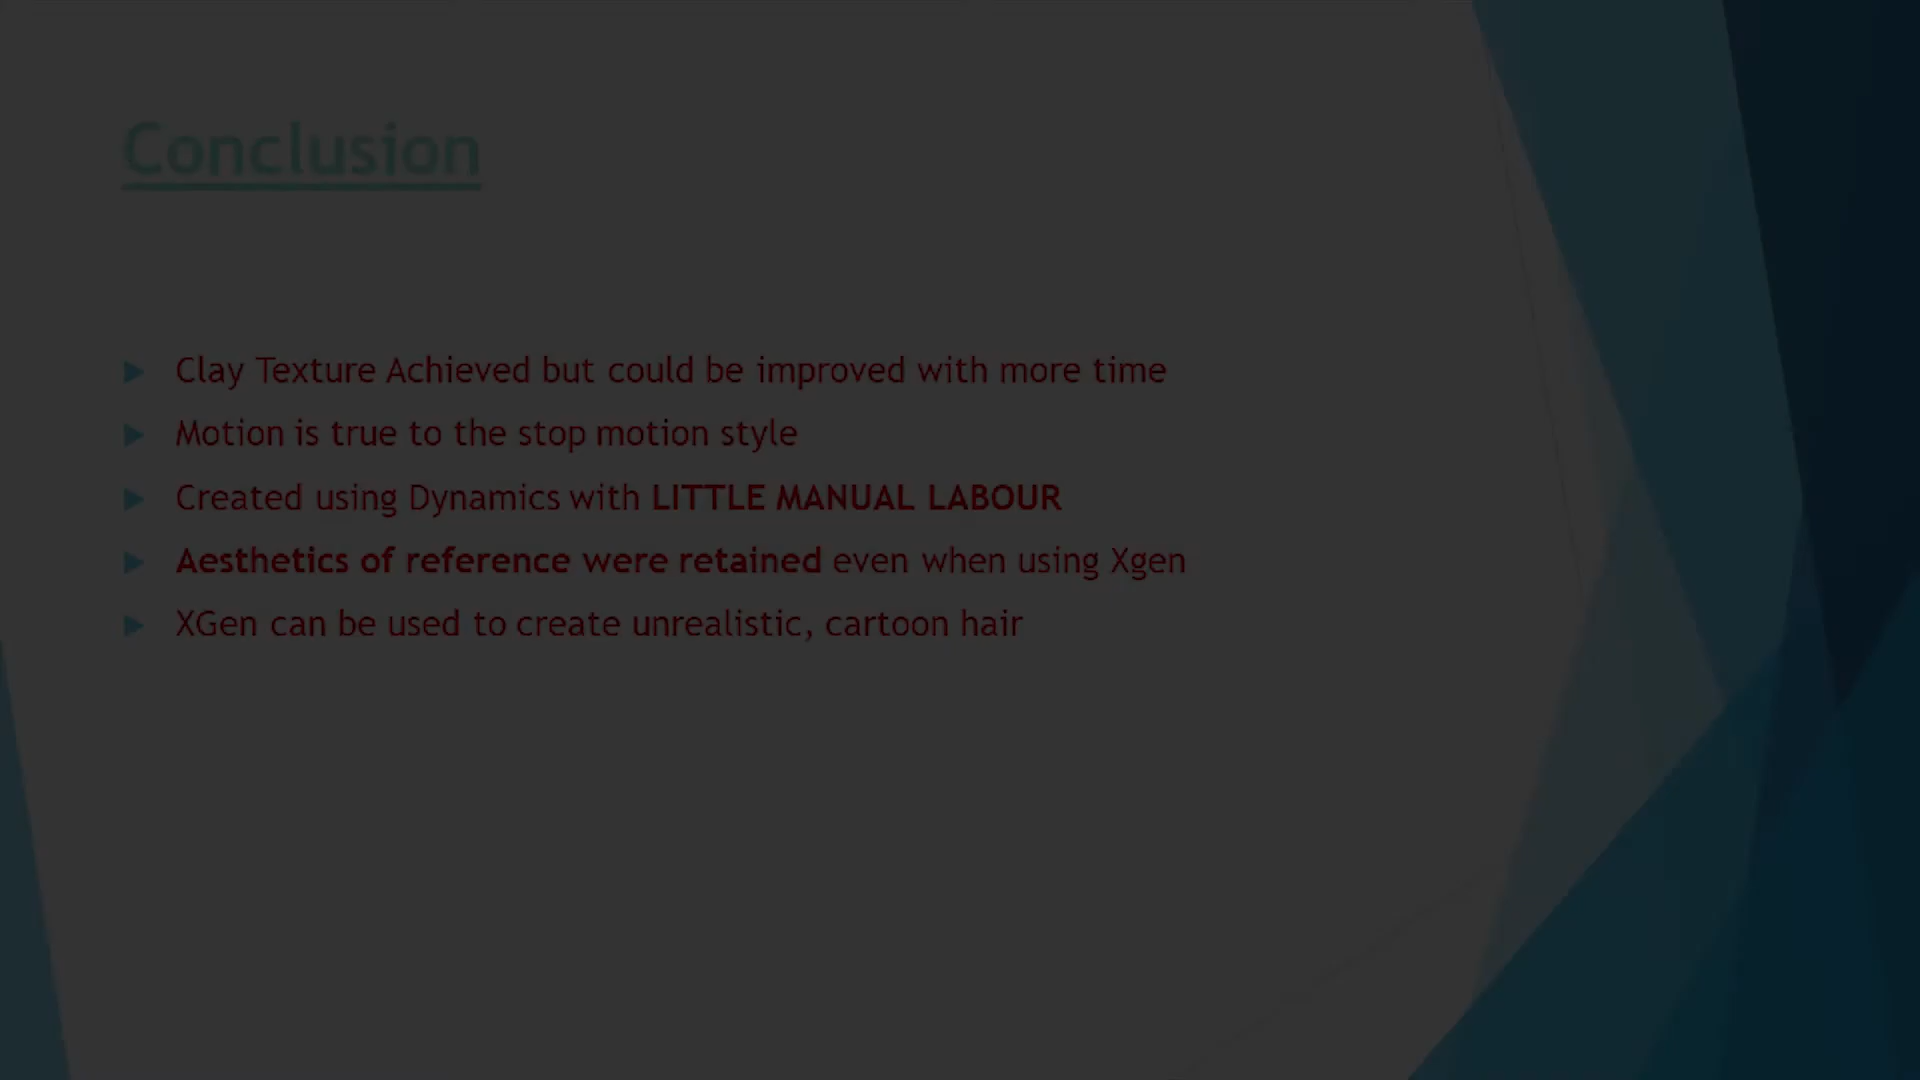 Conclusion
Clay Texture Achieved but could be improved with more time
Motion is true to the stop motion style
Created using Dynamics with LITTLE MANUAL LABOUR
Aesthetics of reference were retained even when using Xgen
XGen can be used to create unrealistic, cartoon hair